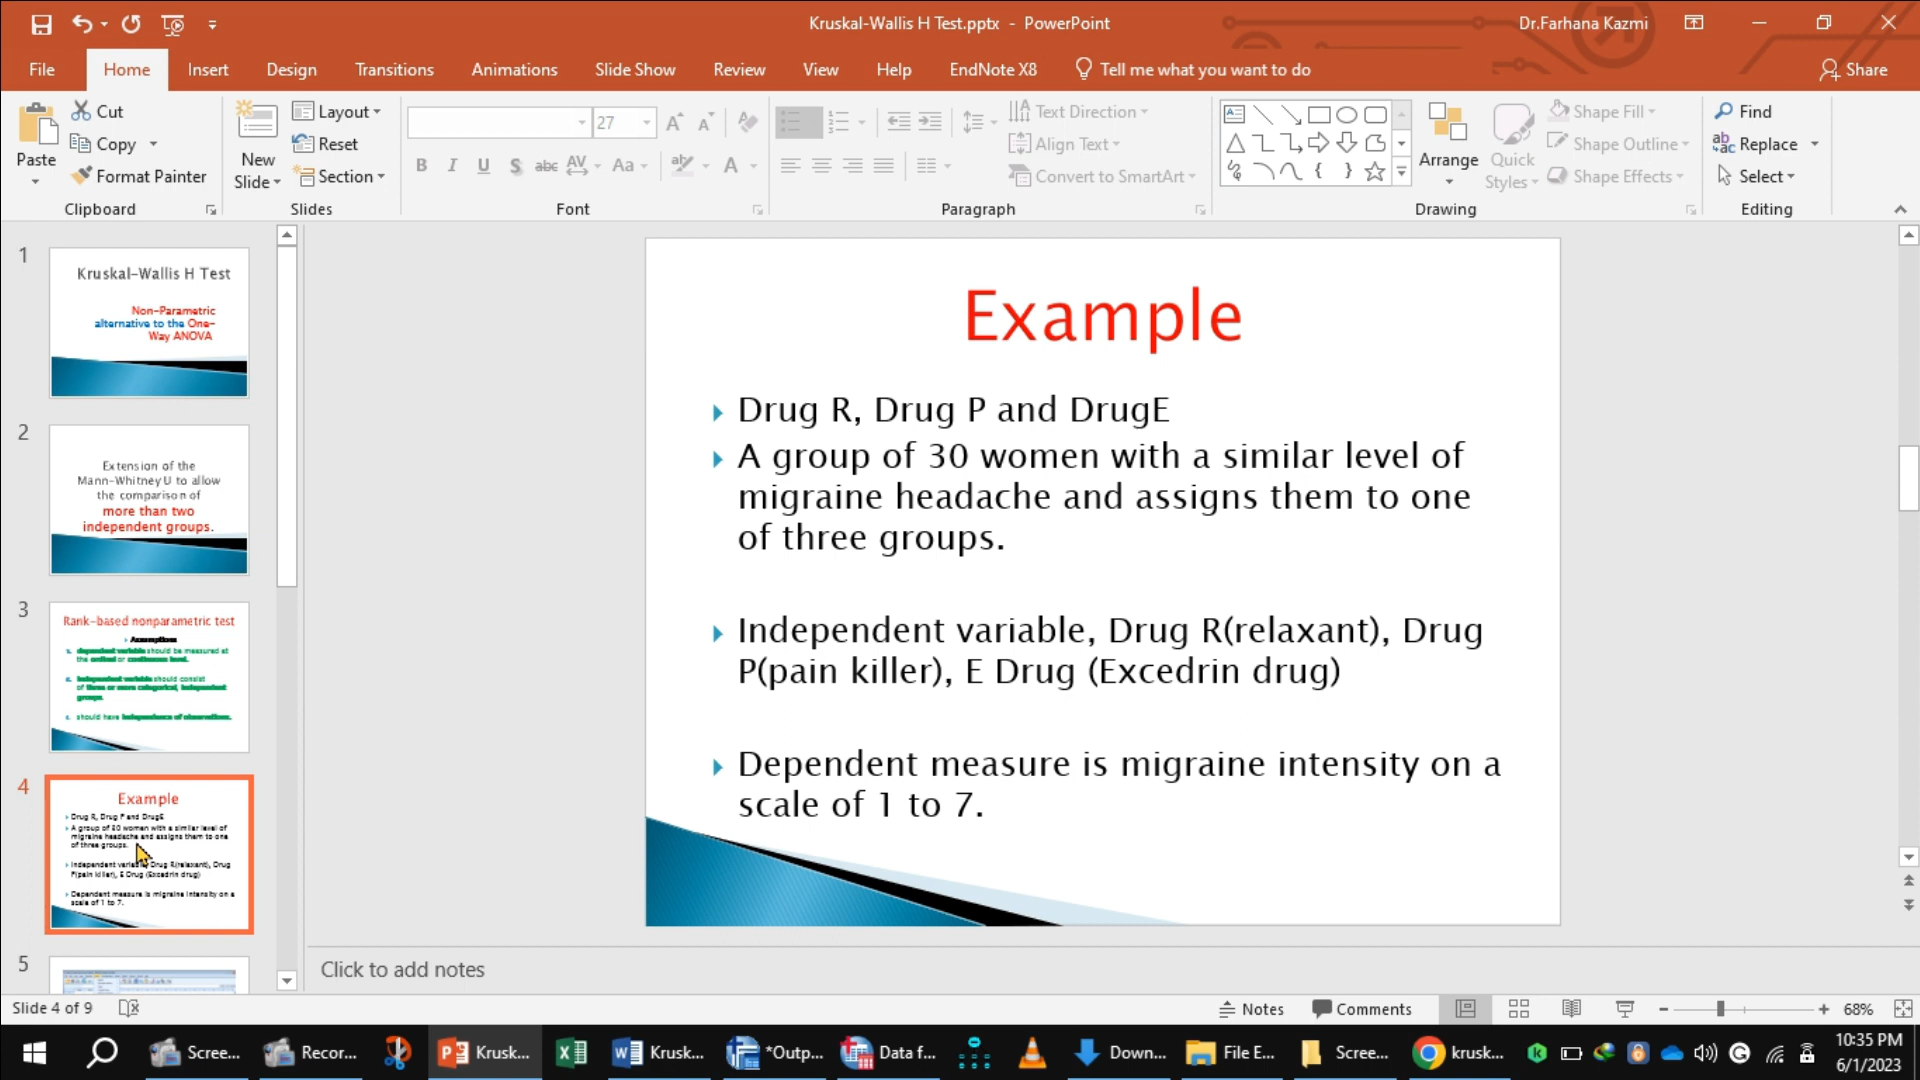 Kruskal-Wallis H Test.pptx - PowerPoint
Dr.Farhana Kazmi
File
Home
Insert
Design
Transitions
Animations
Slide Show
Review
View
Help
EndNote X8
Tell me what you want to do
Share
Paste
Cut
Copy
Format Painter
Clipboard
New
Slide
Layout
Reset
Section
Slides
27
B I U S abc AV Aa A
Font
Text Direction
Align Text
Convert to SmartArt
Paragraph
Arrange
Quick
Styles
Shape Fill
Shape Outline
Shape Effects
Drawing
Find
Replace
Select
Editing
1
Kruskal-Wallis H Test
Non-Parametric
alternative to the One-
Way ANOVA
2
Extension of the
Mann-Whitney U to allow
the comparison of
more than two
independent groups.
3
Rank-based nonparametric test
Assumptions
dependent variable should be measured at
the ordinal or continuous level.
independent variable should consist
of three or more categorical, independent
groups.
should have independence of observations.
4
Example
Drug R, Drug P and DrugE
A group of 30 women with a similar level of
migraine headache and assigns them to one
of three groups.
Independent variable, Drug R(relaxant), Drug
P(pain killer), E Drug (Excedrin drug)
Dependent measure is migraine intensity on a
scale of 1 to 7.
5
Example
Drug R, Drug P and DrugE
A group of 30 women with a similar level of
migraine headache and assigns them to one
of three groups.
Independent variable, Drug R(relaxant), Drug
P(pain killer), E Drug (Excedrin drug)
Dependent measure is migraine intensity on a
scale of 1 to 7.
Click to add notes
Slide 4 of 9
Notes
Comments
68%
Scree...
Recor...
Krusk...
Krusk...
*Outp...
Data f...
Down...
File E...
Scree...
krusk...
10:35 PM
6/1/2023